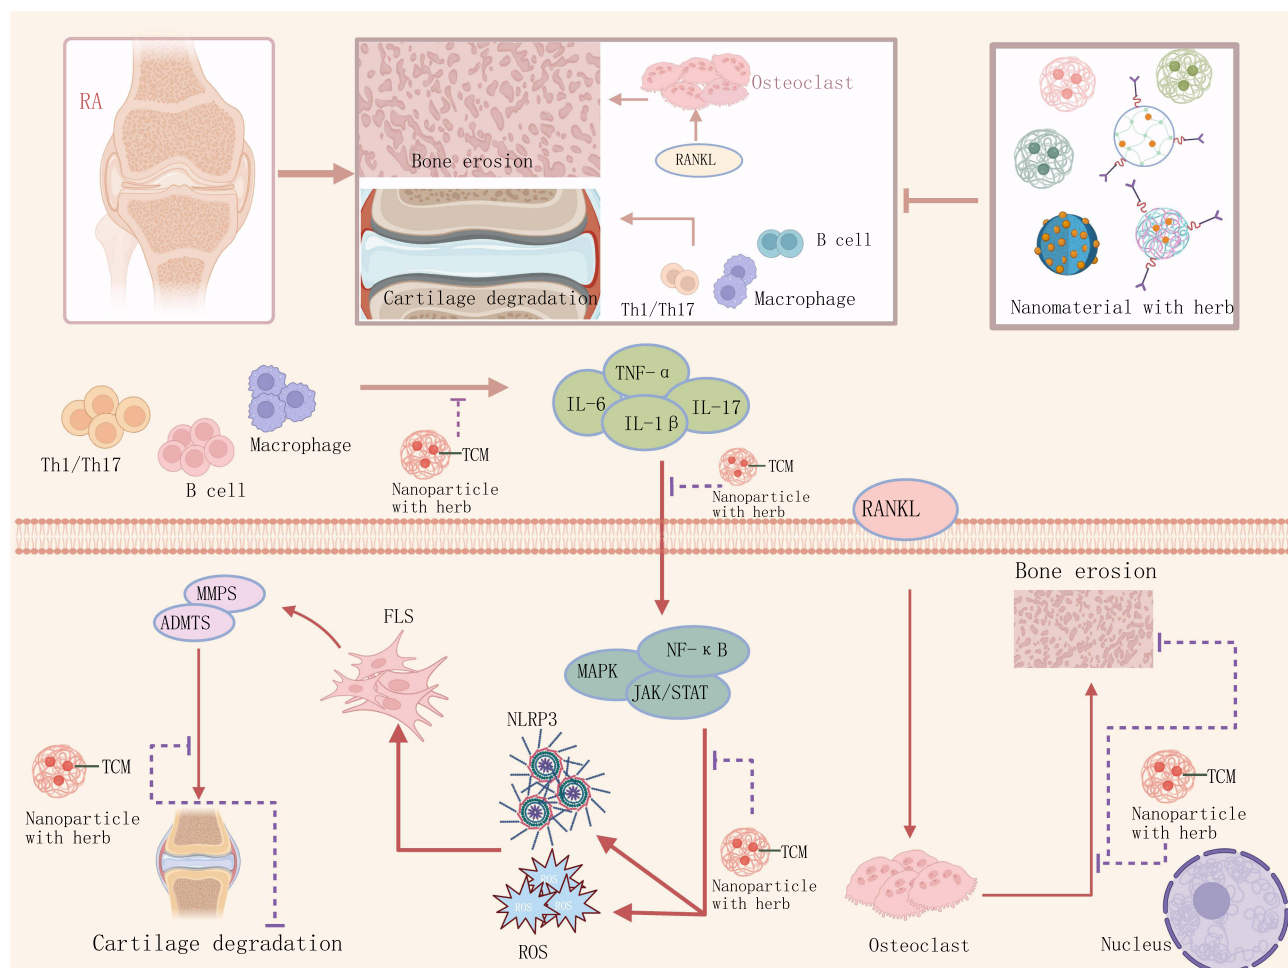 RA
Bone erosion
Osteoclast
RANKL
Cartilage degradation
B cell
Macrophage
Th1/Th17
Nanomaterial with herb
Th1/Th17
B cell
Macrophage
TCM
Nanoparticle
with herb
TNF-α
IL-6
IL-17
IL-1β
TCM
Nanoparticle
with herb
RANKL
MMPS
ADMTS
FLS
NF-κB
MAPK
JAK/STAT
NLRP3
ROS
ROS
ROS
ROS
TCM
Nanoparticle
with herb
Cartilage degradation
TCM
Nanoparticle
with herb
Osteoclast
Bone erosion
TCM
Nanoparticle
with herb
Nucleus